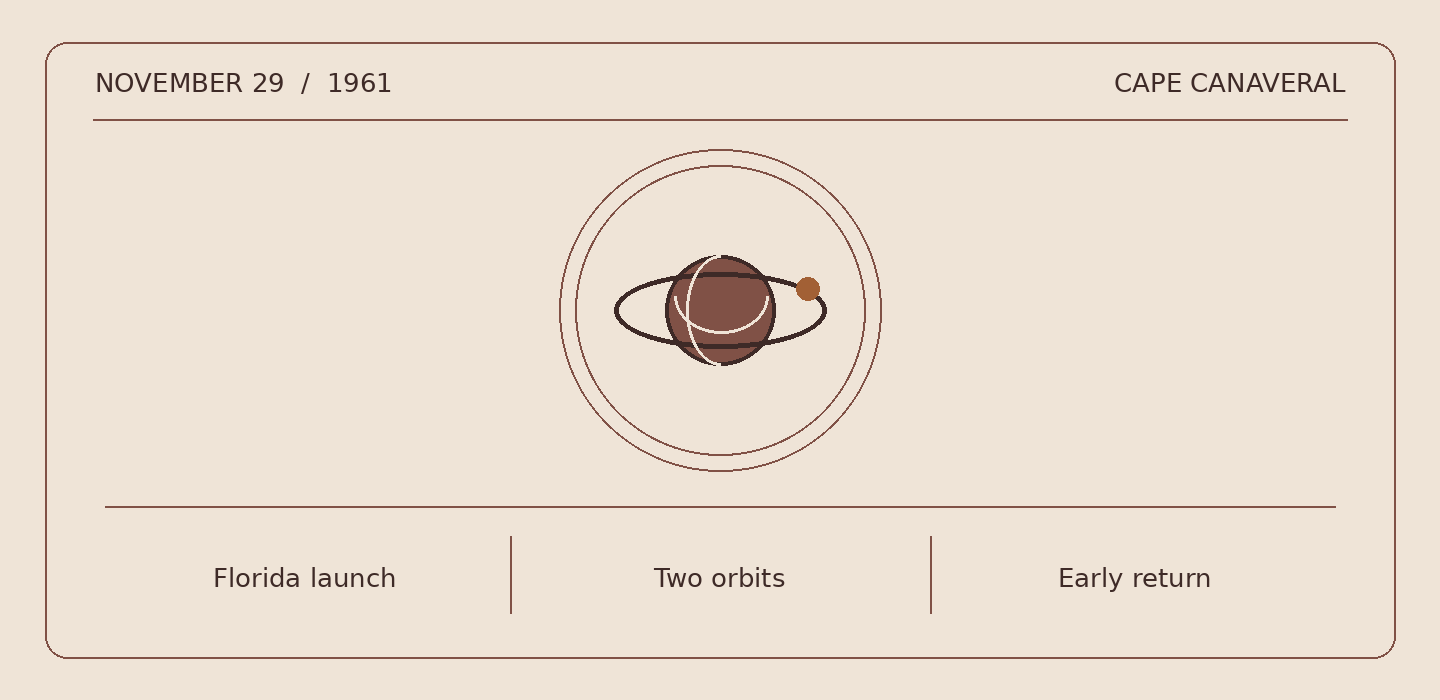 NOVEMBER 29 / 1961
CAPE CANAVERAL
Florida launch
Two orbits
Early return